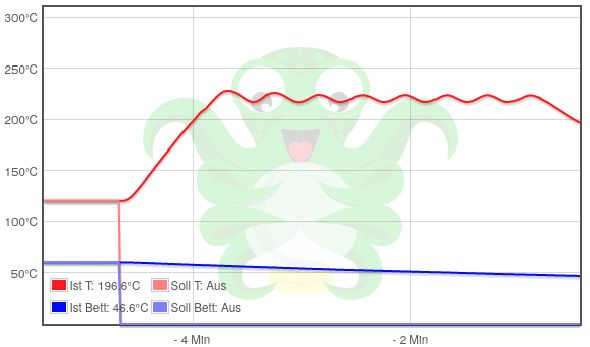 300°C
250°C
200°C
150°C
100°C
50°C
Ist T: 196.6°C Soll T: Aus
Ist Bett: 46.6°C Soll Bett: Aus
- 4 Min - 2 Min